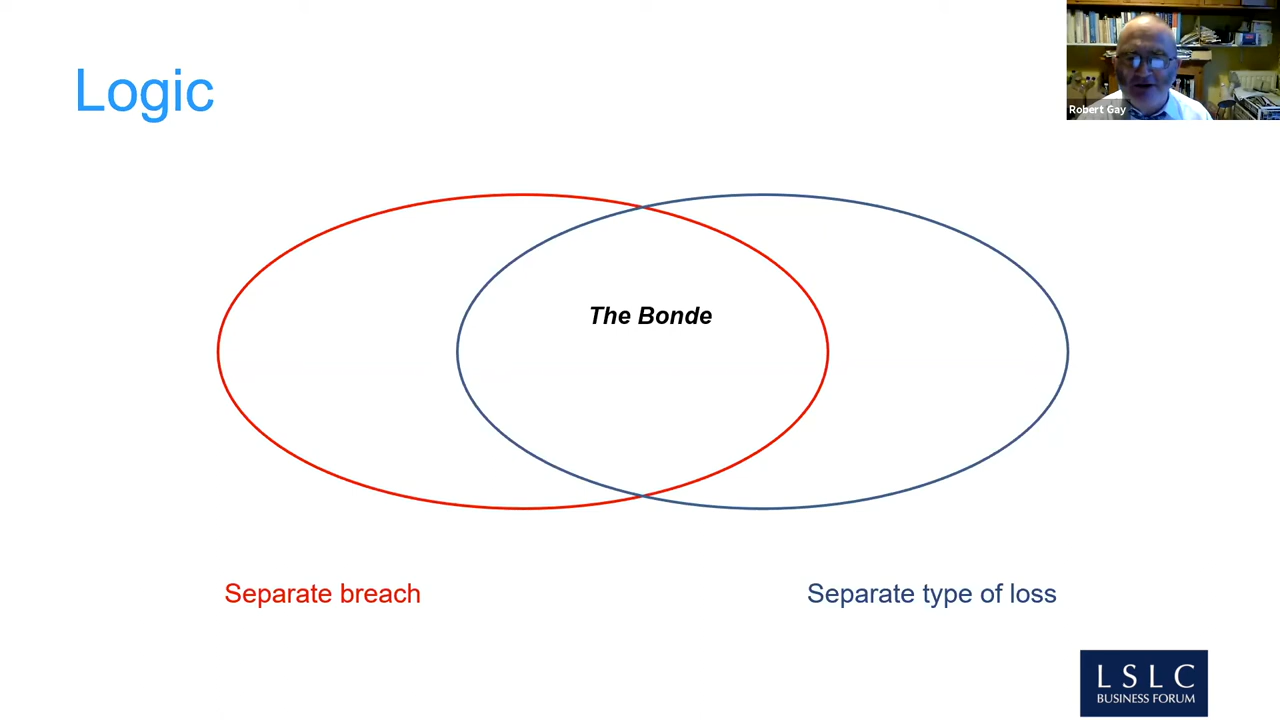 Logic
Robert Gay
The Bonde
Separate breach
Separate type of loss
LSLC
BUSINESS FORUM